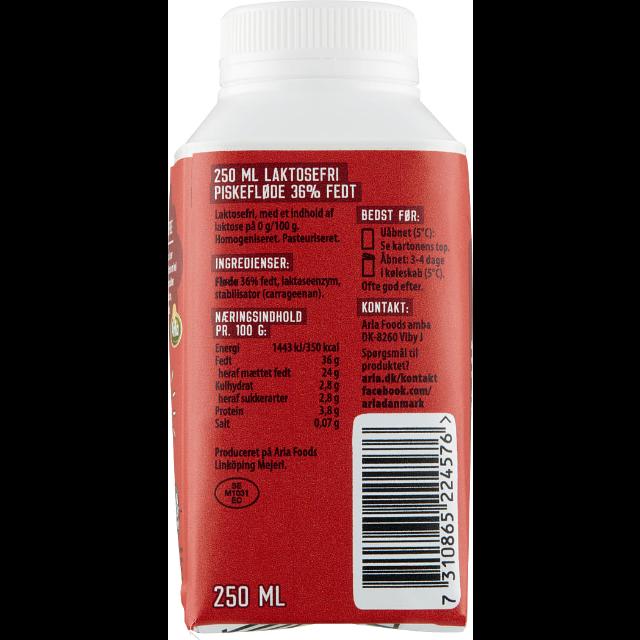 250 ML LAKTOSEFRI
PISKEFLØDE 36% FEDT
Laktosefri, med et indhold af
laktose på 0 g/100 g.
Homogeniseret. Pasteuriseret.
INGREDIENSER:
Fløde 36% fedt, laktaseenzym,
stabilisator (carrageenan).
NÆRINGSINDHOLD
PR. 100 G:
Energi 1443 kJ/350 kcal
Fedt 36 g
heraf mættet fedt 24 g
Kulhydrat 2,8 g
heraf sukkerarter 2,8 g
Protein 3,8 g
Salt 0,07 g
Produceret på Arla Foods
Linköping Mejeri.
SE
M1031
EC
250 ML
BEDST FØR:
Uåbnet (5°C):
Se kartonens top.
Åbnet: 3-4 dage
i køleskab (5°C).
Ofte god efter.
KONTAKT:
Arla Foods amba
DK-8260 Viby J
Spørgsmål til
produktet?
arla.dk/kontakt
facebook.com/
arladanmark
7 310865 224576 >